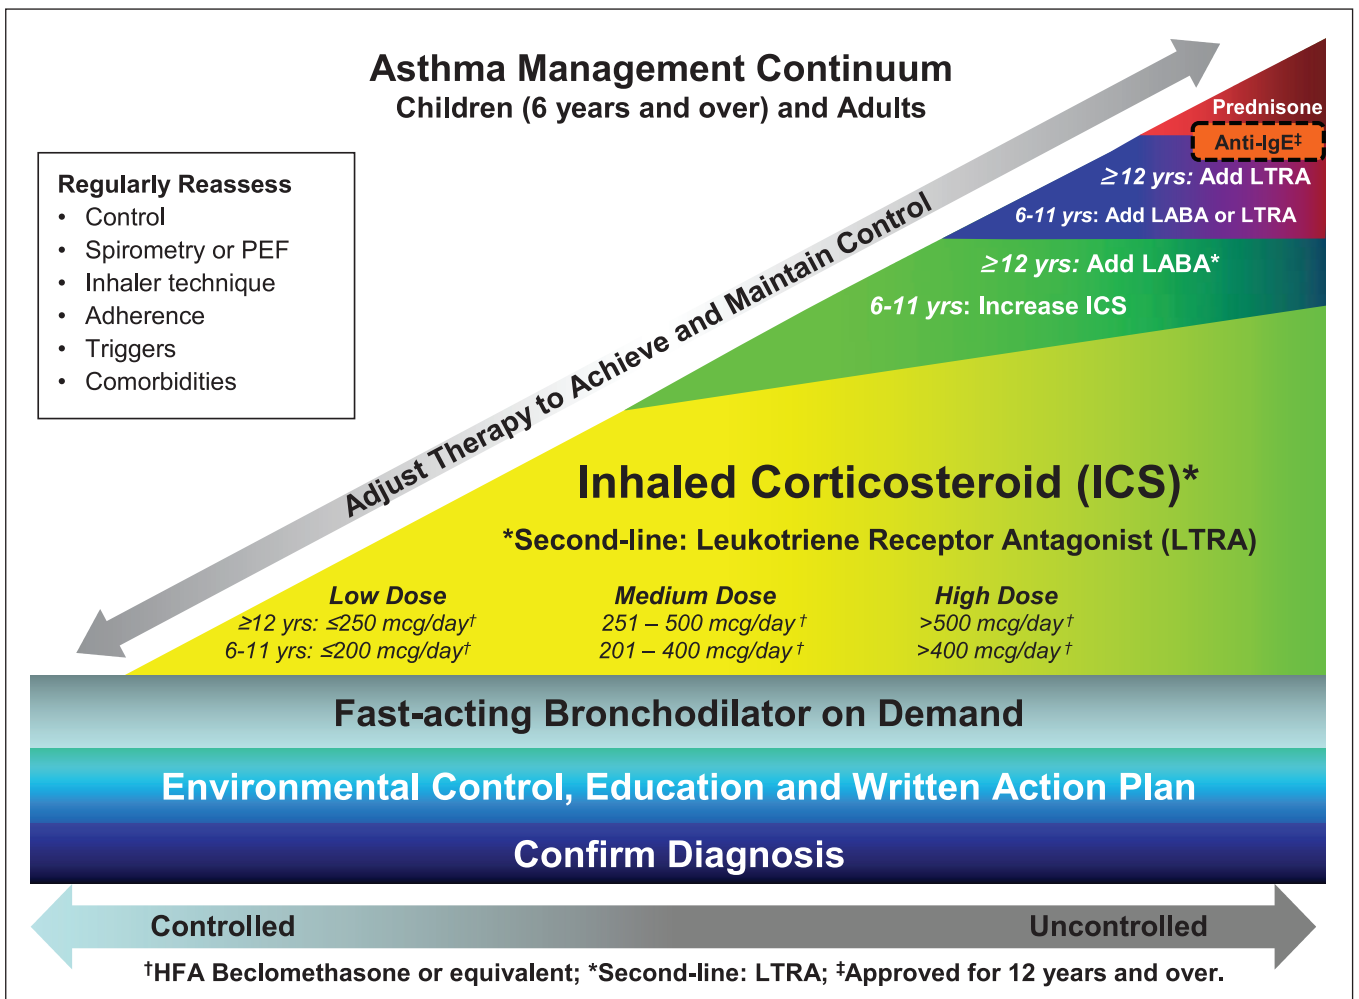 Asthma Management Continuum
Children (6 years and over) and Adults
Regularly Reassess
• Control
• Spirometry or PEF
• Inhaler technique
• Adherence
• Triggers
• Comorbidities
Adjust Therapy to Achieve and Maintain Control
Prednisone
Anti-IgE‡
≥12 yrs: Add LTRA
6-11 yrs: Add LABA or LTRA
≥12 yrs: Add LABA*
6-11 yrs: Increase ICS
Inhaled Corticosteroid (ICS)*
*Second-line: Leukotriene Receptor Antagonist (LTRA)
Low Dose Medium Dose High Dose
≥12 yrs: ≤250 mcg/day† 251 – 500 mcg/day† >500 mcg/day†
6-11 yrs: ≤200 mcg/day† 201 – 400 mcg/day† >400 mcg/day†
Fast-acting Bronchodilator on Demand
Environmental Control, Education and Written Action Plan
Confirm Diagnosis
Controlled Uncontrolled
†HFA Beclomethasone or equivalent; *Second-line: LTRA; ‡Approved for 12 years and over.